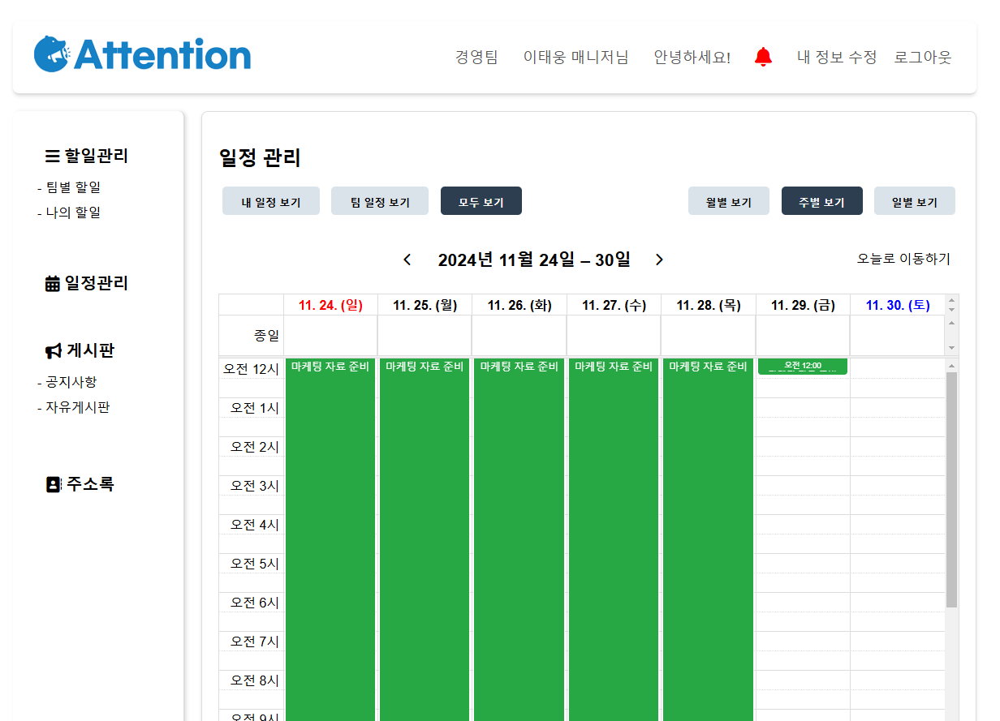 Attention
경영팀 이태웅 매니저님 안녕하세요! 내 정보 수정 로그아웃
할일관리
- 팀별 할일
- 나의 할일
일정관리
게시판
- 공지사항
- 자유게시판
주소록
일정 관리
내 일정 보기 팀 일정 보기 모두 보기 월별 보기 주별 보기 일별 보기
2024년 11월 24일 – 30일 오늘로 이동하기
11. 24. (일) 11. 25. (월) 11. 26. (화) 11. 27. (수) 11. 28. (목) 11. 29. (금) 11. 30. (토)
종일
오전 12시 마케팅 자료 준비 마케팅 자료 준비 마케팅 자료 준비 마케팅 자료 준비 마케팅 자료 준비 오전 12:00
오전 1시
오전 2시
오전 3시
오전 4시
오전 5시
오전 6시
오전 7시
오전 8시
오전 9시